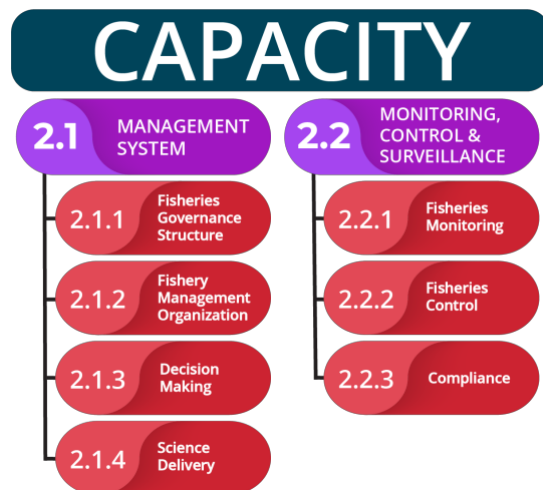 CAPACITY
2.1
MANAGEMENT
SYSTEM
2.1.1
Fisheries
Governance
Structure
2.1.2
Fishery
Management
Organization
2.1.3
Decision
Making
2.1.4
Science
Delivery
2.2
MONITORING,
CONTROL &
SURVEILLANCE
2.2.1
Fisheries
Monitoring
2.2.2
Fisheries
Control
2.2.3
Compliance